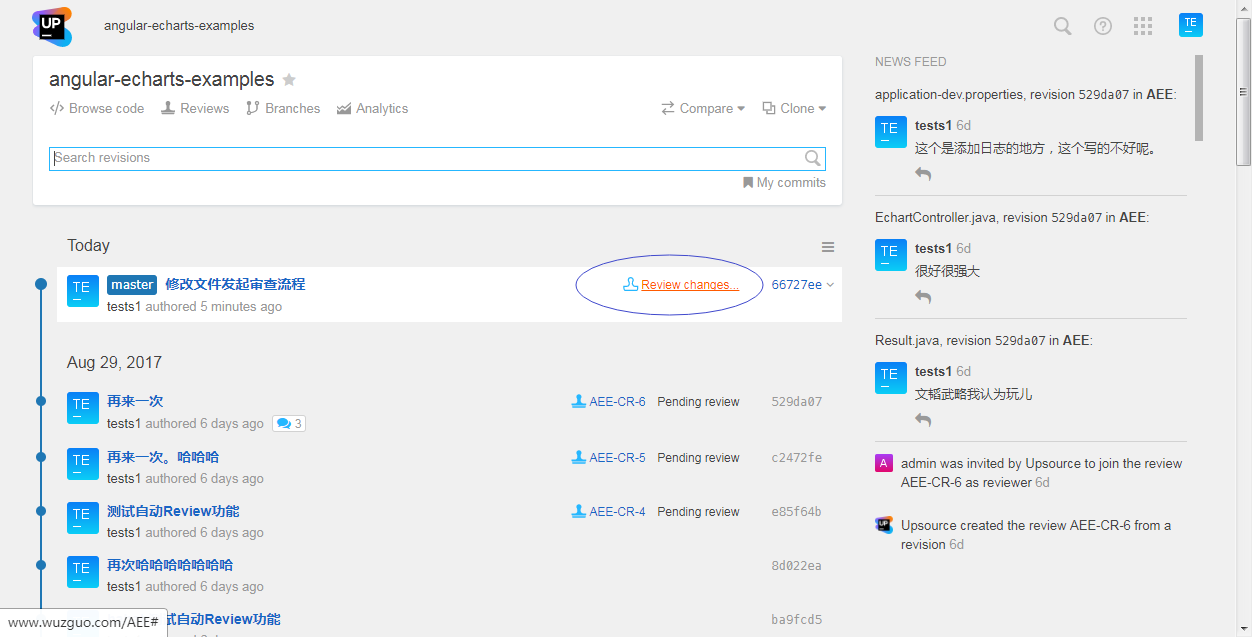 UP
angular-echarts-examples
TE
angular-echarts-examples
Browse code Reviews Branches Analytics
Compare Clone
Search revisions
My commits
Today
TE
master 修改文件发起审查流程
Review changes... 66727ee
tests1 authored 5 minutes ago
Aug 29, 2017
TE
再来一次
AEE-CR-6 Pending review 529da07
tests1 authored 6 days ago 3
TE
再来一次。哈哈哈
AEE-CR-5 Pending review c2472fe
tests1 authored 6 days ago
TE
测试自动Review功能
AEE-CR-4 Pending review e85f64b
tests1 authored 6 days ago
TE
再次哈哈哈哈哈哈哈
8d022ea
tests1 authored 6 days ago
试自动Review功能
ba9fcd5
www.wuzguo.com/AEE#
NEWS FEED
application-dev.properties, revision 529da07 in AEE:
TE
tests1 6d
这个是添加日志的地方，这个写的不好呢。
EchartController.java, revision 529da07 in AEE:
TE
tests1 6d
很好很强大
Result.java, revision 529da07 in AEE:
TE
tests1 6d
文韬武略我认为玩儿
A
admin was invited by Upsource to join the review
AEE-CR-6 as reviewer 6d
UP
Upsource created the review AEE-CR-6 from a
revision 6d